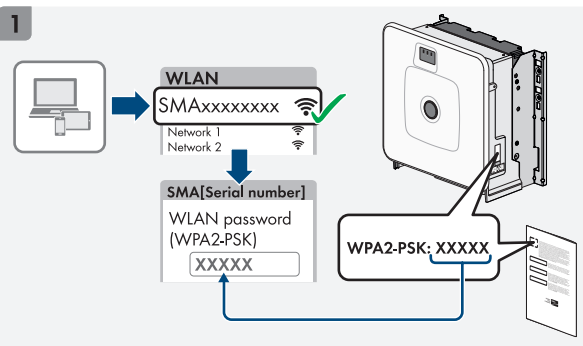 1
WLAN
SMAxxxxxxxx
Network 1
Network 2
SMA[Serial number]
WLAN password
(WPA2-PSK)
XXXXX
WPA2-PSK: XXXXX